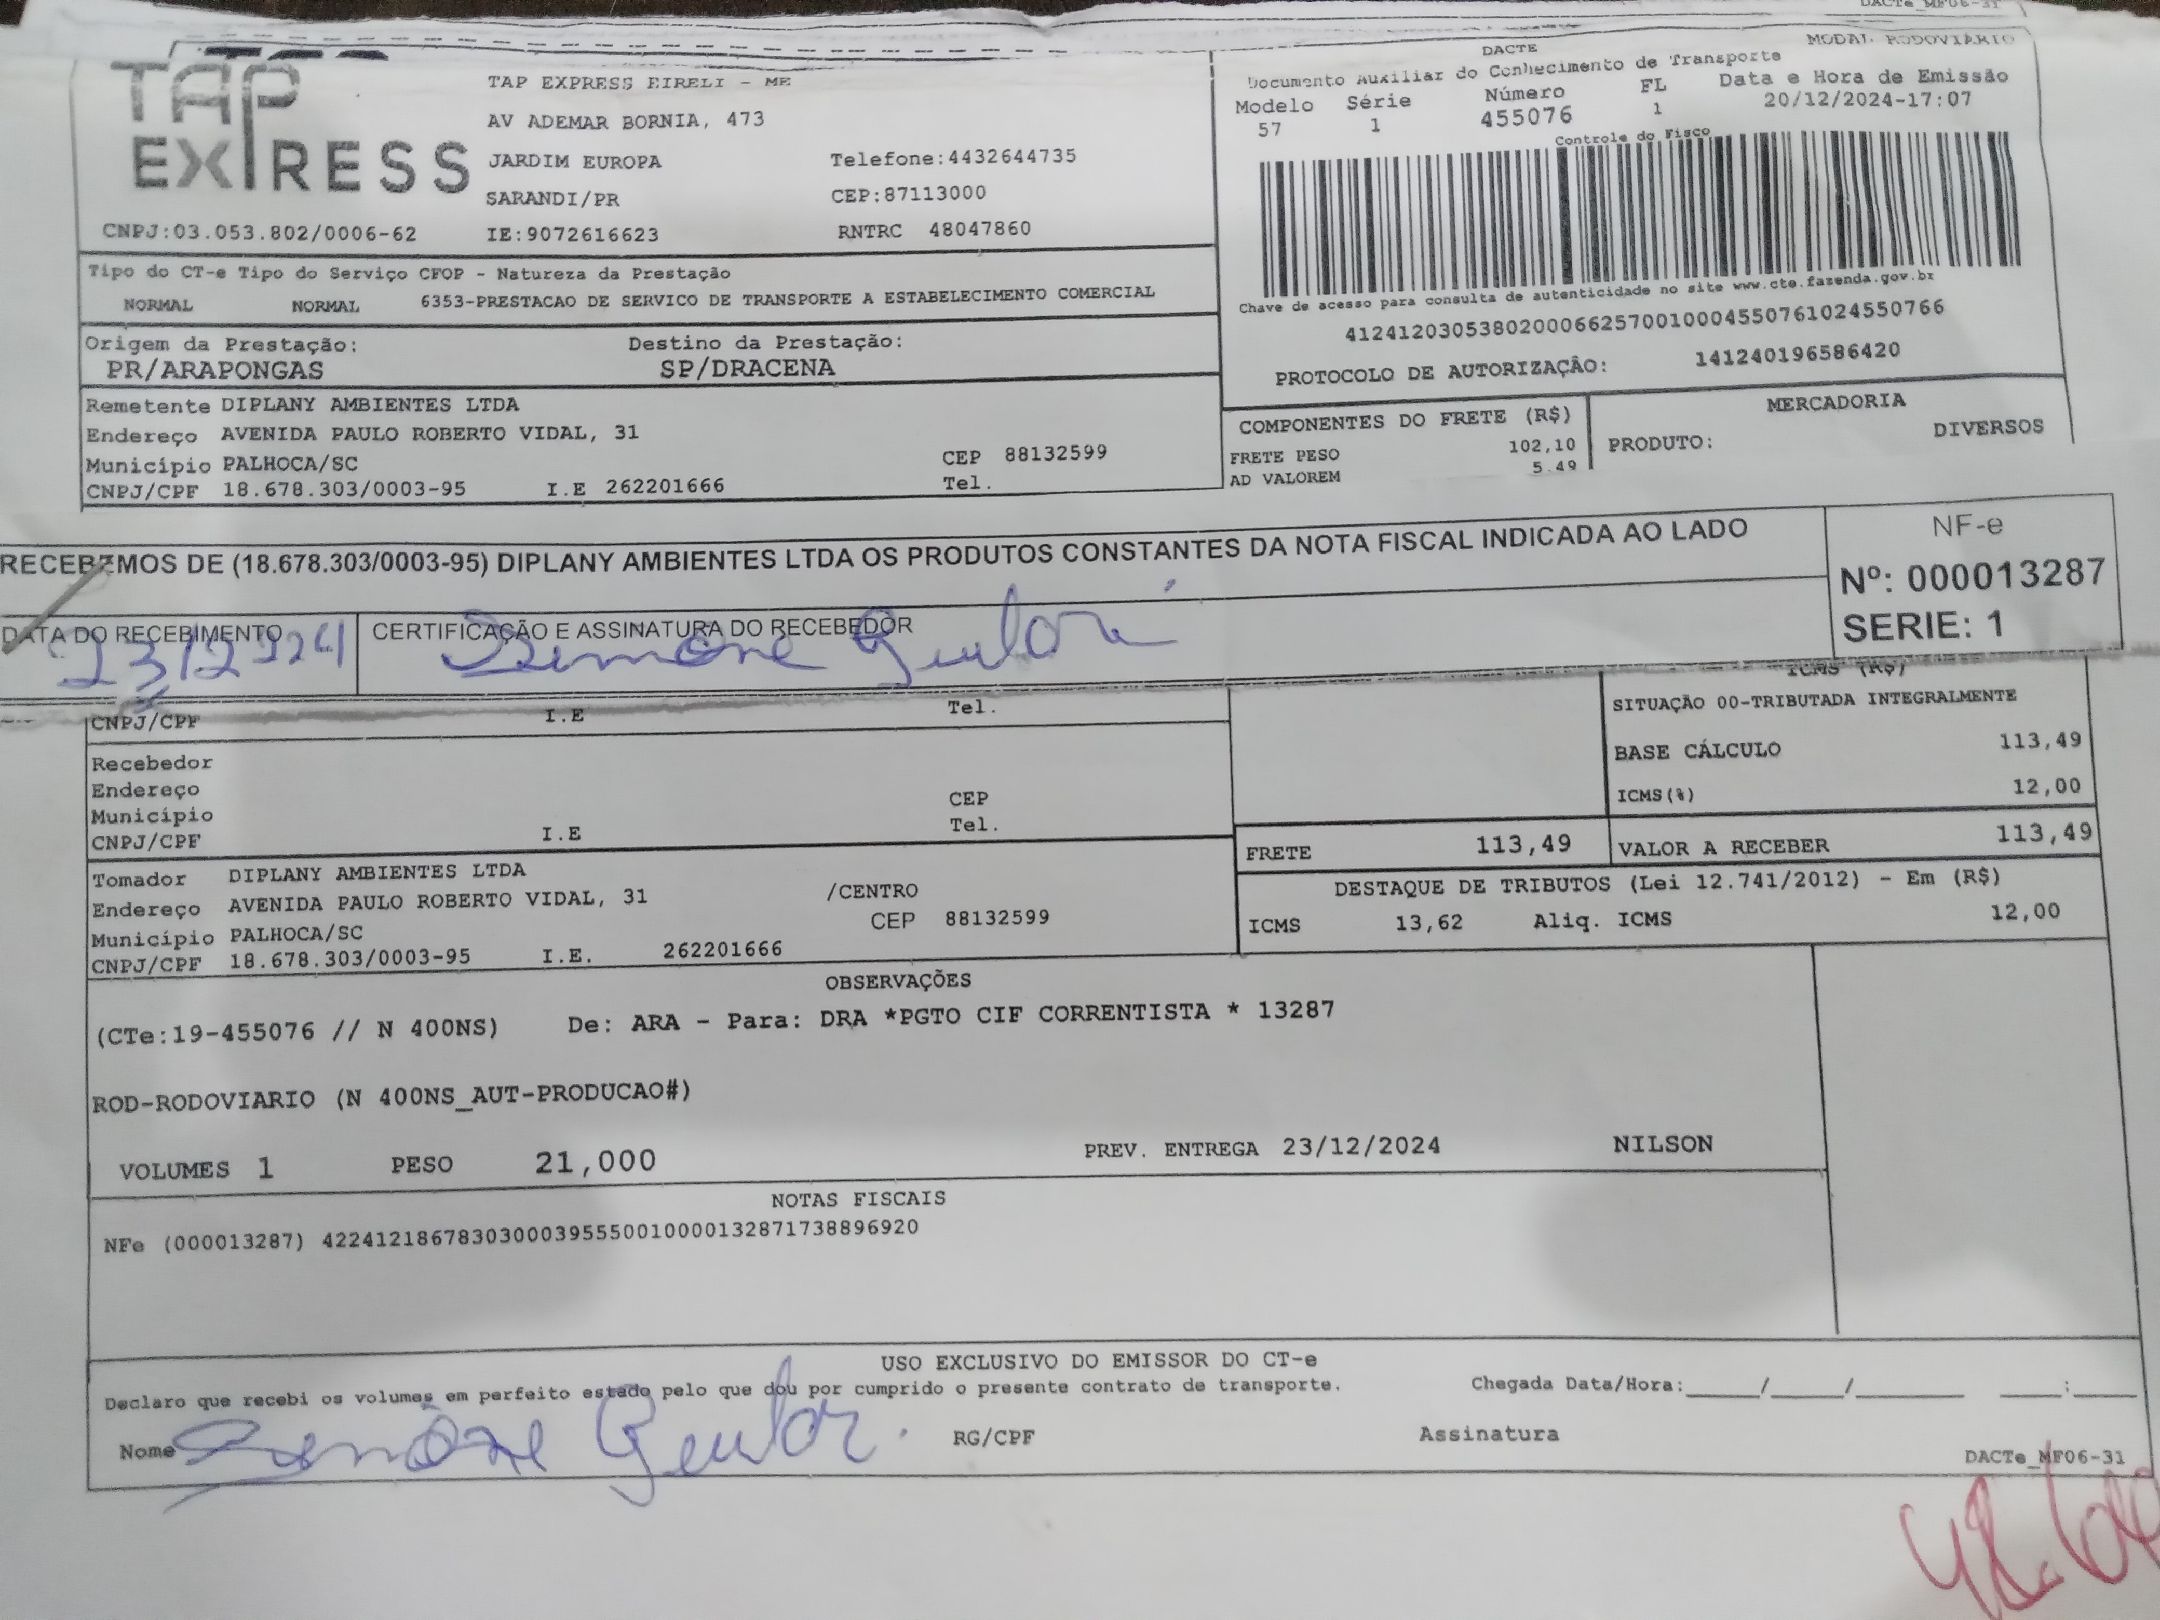 DACTe_MF06-31
TAP EXPRESS
TAP EXPRESS EIRELI - ME
AV ADEMAR BORNIA, 473
JARDIM EUROPA Telefone:4432644735
SARANDI/PR CEP:87113000
CNPJ:03.053.802/0006-62 IE:9072616623 RNTRC 48047860
DACTE MODAL RODOVIÁRIO
Documento Auxiliar do Conhecimento de Transporte
Modelo Série Número FL Data e Hora de Emissão
57 1 455076 1 20/12/2024-17:07
Controle do Fisco
Chave de acesso para consulta de autenticidade no site www.cte.fazenda.gov.br
41241203053802000662570010004550761024550766
PROTOCOLO DE AUTORIZAÇÃO: 141240196586420
Tipo do CT-e Tipo do Serviço CFOP - Natureza da Prestação
NORMAL NORMAL 6353-PRESTACAO DE SERVICO DE TRANSPORTE A ESTABELECIMENTO COMERCIAL
Origem da Prestação: Destino da Prestação:
PR/ARAPONGAS SP/DRACENA
Remetente DIPLANY AMBIENTES LTDA
Endereço AVENIDA PAULO ROBERTO VIDAL, 31
Município PALHOCA/SC CEP 88132599
CNPJ/CPF 18.678.303/0003-95 I.E 262201666 Tel.
COMPONENTES DO FRETE (R$)
FRETE PESO 102,10
AD VALOREM 5.49
MERCADORIA
PRODUTO: DIVERSOS
RECEBEMOS DE (18.678.303/0003-95) DIPLANY AMBIENTES LTDA OS PRODUTOS CONSTANTES DA NOTA FISCAL INDICADA AO LADO
NF-e
Nº: 000013287
SERIE: 1
DATA DO RECEBIMENTO CERTIFICAÇÃO E ASSINATURA DO RECEBEDOR
Simone
CNPJ/CPF I.E Tel.
Recebedor
Endereço
Município CEP
CNPJ/CPF I.E Tel.
ICMS (R$)
SITUAÇÃO 00-TRIBUTADA INTEGRALMENTE
BASE CÁLCULO 113,49
ICMS(%) 12,00
FRETE 113,49 VALOR A RECEBER 113,49
Tomador DIPLANY AMBIENTES LTDA
Endereço AVENIDA PAULO ROBERTO VIDAL, 31 /CENTRO
Município PALHOCA/SC CEP 88132599
CNPJ/CPF 18.678.303/0003-95 I.E. 262201666
DESTAQUE DE TRIBUTOS (Lei 12.741/2012) - Em (R$)
ICMS 13,62 Aliq. ICMS 12,00
OBSERVAÇÕES
(CTe:19-455076 // N 400NS) De: ARA - Para: DRA *PGTO CIF CORRENTISTA * 13287
ROD-RODOVIARIO (N 400NS_AUT-PRODUCAO#)
VOLUMES 1 PESO 21,000 PREV. ENTREGA 23/12/2024 NILSON
NOTAS FISCAIS
NFe (000013287) 42241218678303000395550010000132871738896920
USO EXCLUSIVO DO EMISSOR DO CT-e
Declaro que recebi os volumes em perfeito estado pelo que dou por cumprido o presente contrato de transporte. Chegada Data/Hora:_____/_____/________ ____:_____
Nome Simone RG/CPF Assinatura
DACTe_MF06-31